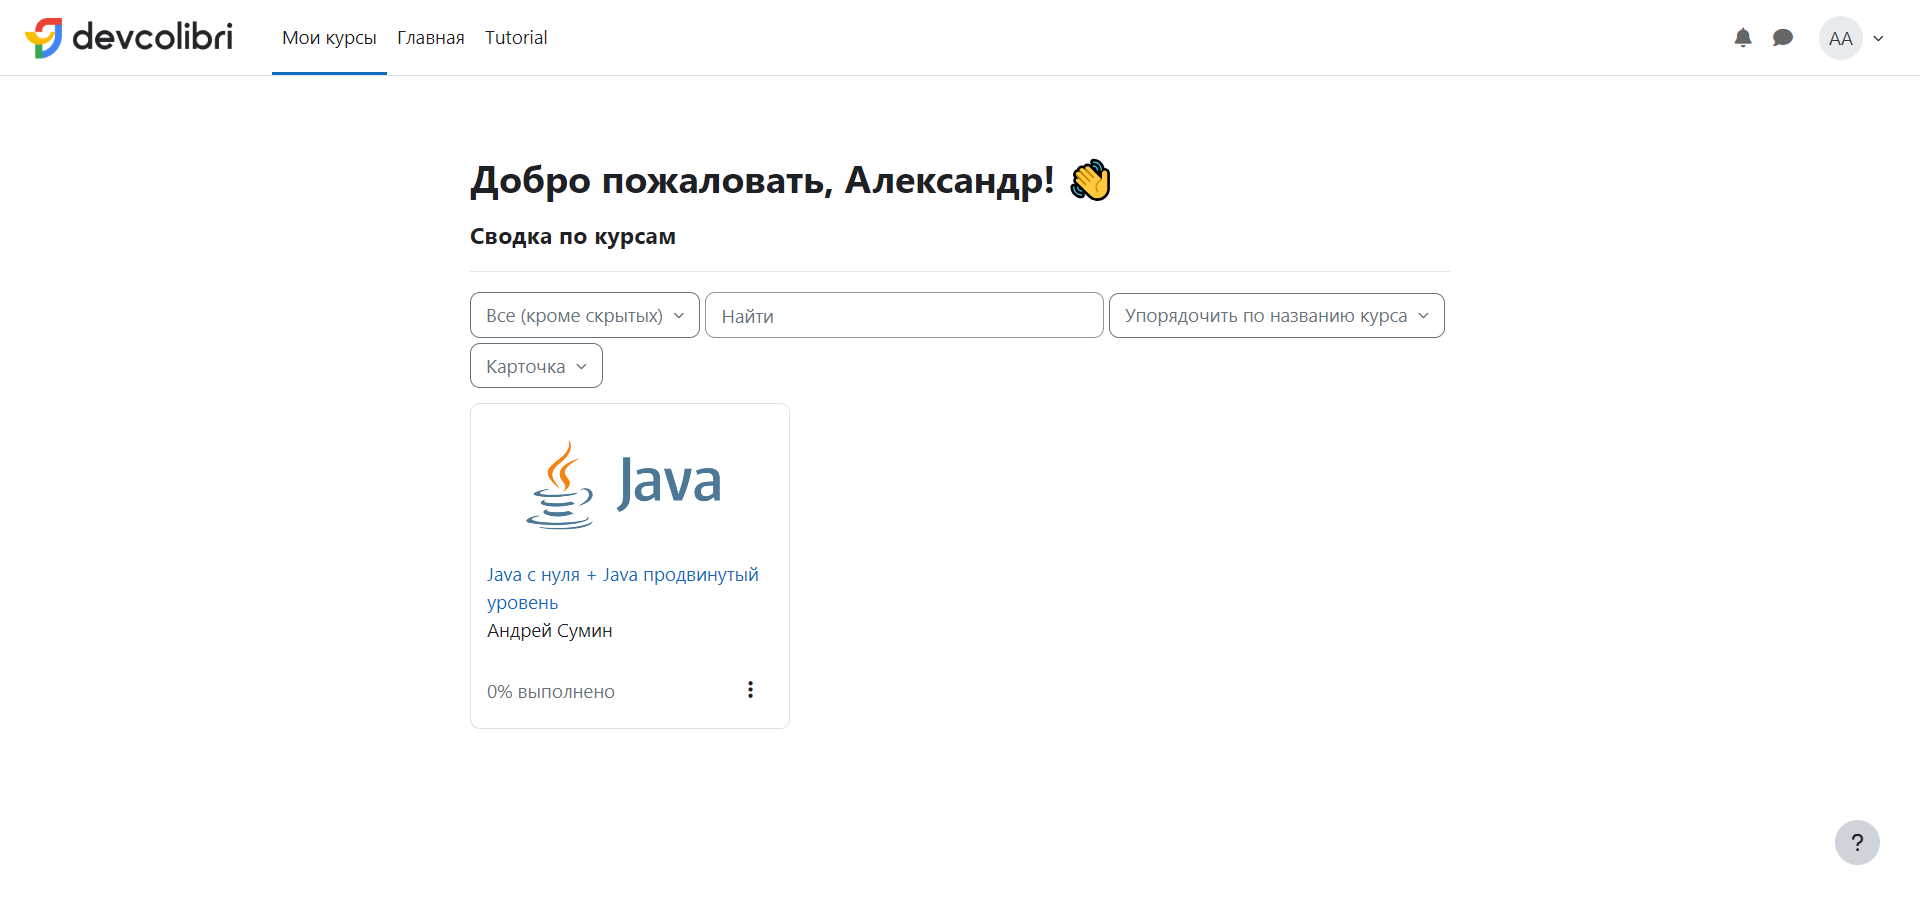 devcolibri
Мои курсы
Главная
Tutorial
АА
Добро пожаловать, Александр!
Сводка по курсам
Все (кроме скрытых)
Найти
Упорядочить по названию курса
Карточка
Java
Java с нуля + Java продвинутый
уровень
Андрей Сумин
0% выполнено
?